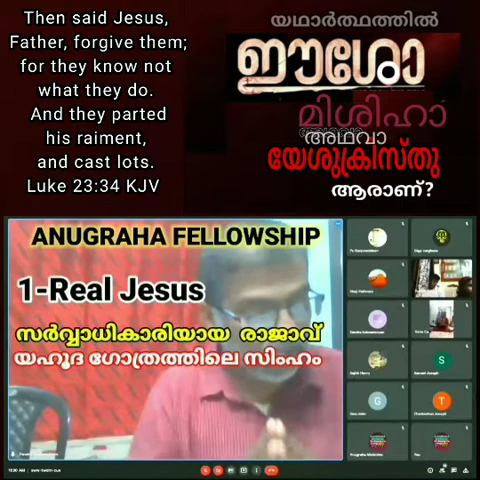 Then said Jesus,
Father, forgive them;
for they know not
what they do.
And they parted
his raiment,
and cast lots.
Luke 23:34 KJV
യഥാർത്ഥത്തിൽ
ഈശോ
മിശിഹാ
അഥവാ
യേശുക്രിസ്തു
ആരാണ്?
ANUGRAHA FELLOWSHIP
1-Real Jesus
സർവ്വാധികാരിയായ രാജാവ്
യഹൂദ ഗോത്രത്തിലെ സിംഹം
S
G
T
You